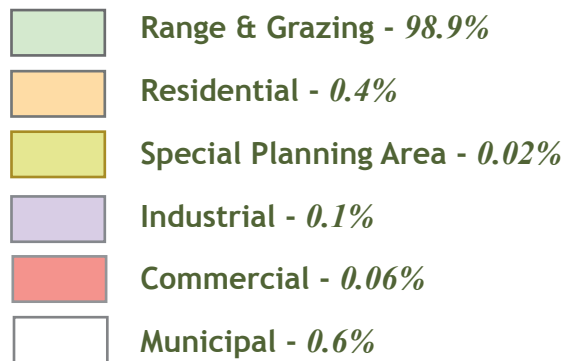 Range & Grazing - 98.9%
Residential - 0.4%
Special Planning Area - 0.02%
Industrial - 0.1%
Commercial - 0.06%
Municipal - 0.6%